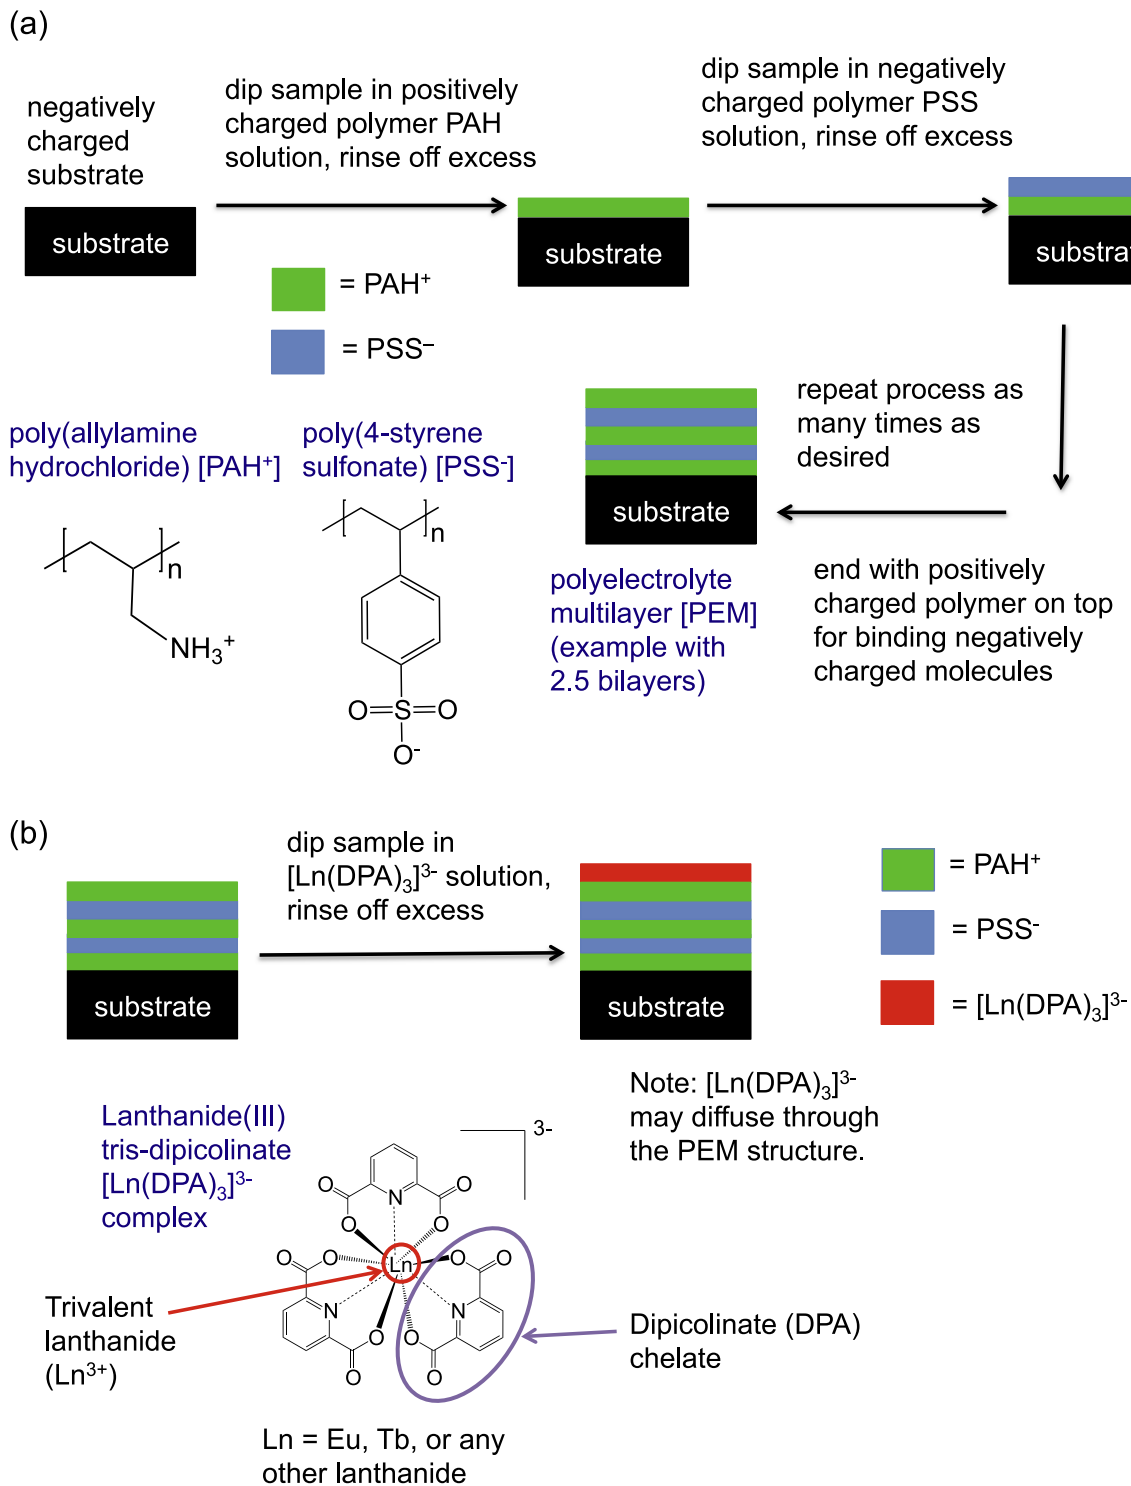 (a)
negatively
charged
substrate
dip sample in positively
charged polymer PAH
solution, rinse off excess
dip sample in negatively
charged polymer PSS
solution, rinse off excess
substrate
substrate
substrat
= PAH⁺
= PSS⁻
poly(allylamine
hydrochloride) [PAH⁺]
poly(4-styrene
sulfonate) [PSS⁻]
n
NH₃⁺
n
O=S=O
O⁻
repeat process as
many times as
desired
substrate
polyelectrolyte
multilayer [PEM]
(example with
2.5 bilayers)
end with positively
charged polymer on top
for binding negatively
charged molecules
(b)
dip sample in
[Ln(DPA)₃]³⁻ solution,
rinse off excess
substrate
substrate
= PAH⁺
= PSS⁻
= [Ln(DPA)₃]³⁻
Note: [Ln(DPA)₃]³⁻
may diffuse through
the PEM structure.
Lanthanide(III)
tris-dipicolinate
[Ln(DPA)₃]³⁻
complex
3-
O O
N
O O
O O Ln O O
N N
O O
O O
Trivalent
lanthanide
(Ln³⁺)
Dipicolinate (DPA)
chelate
Ln = Eu, Tb, or any
other lanthanide